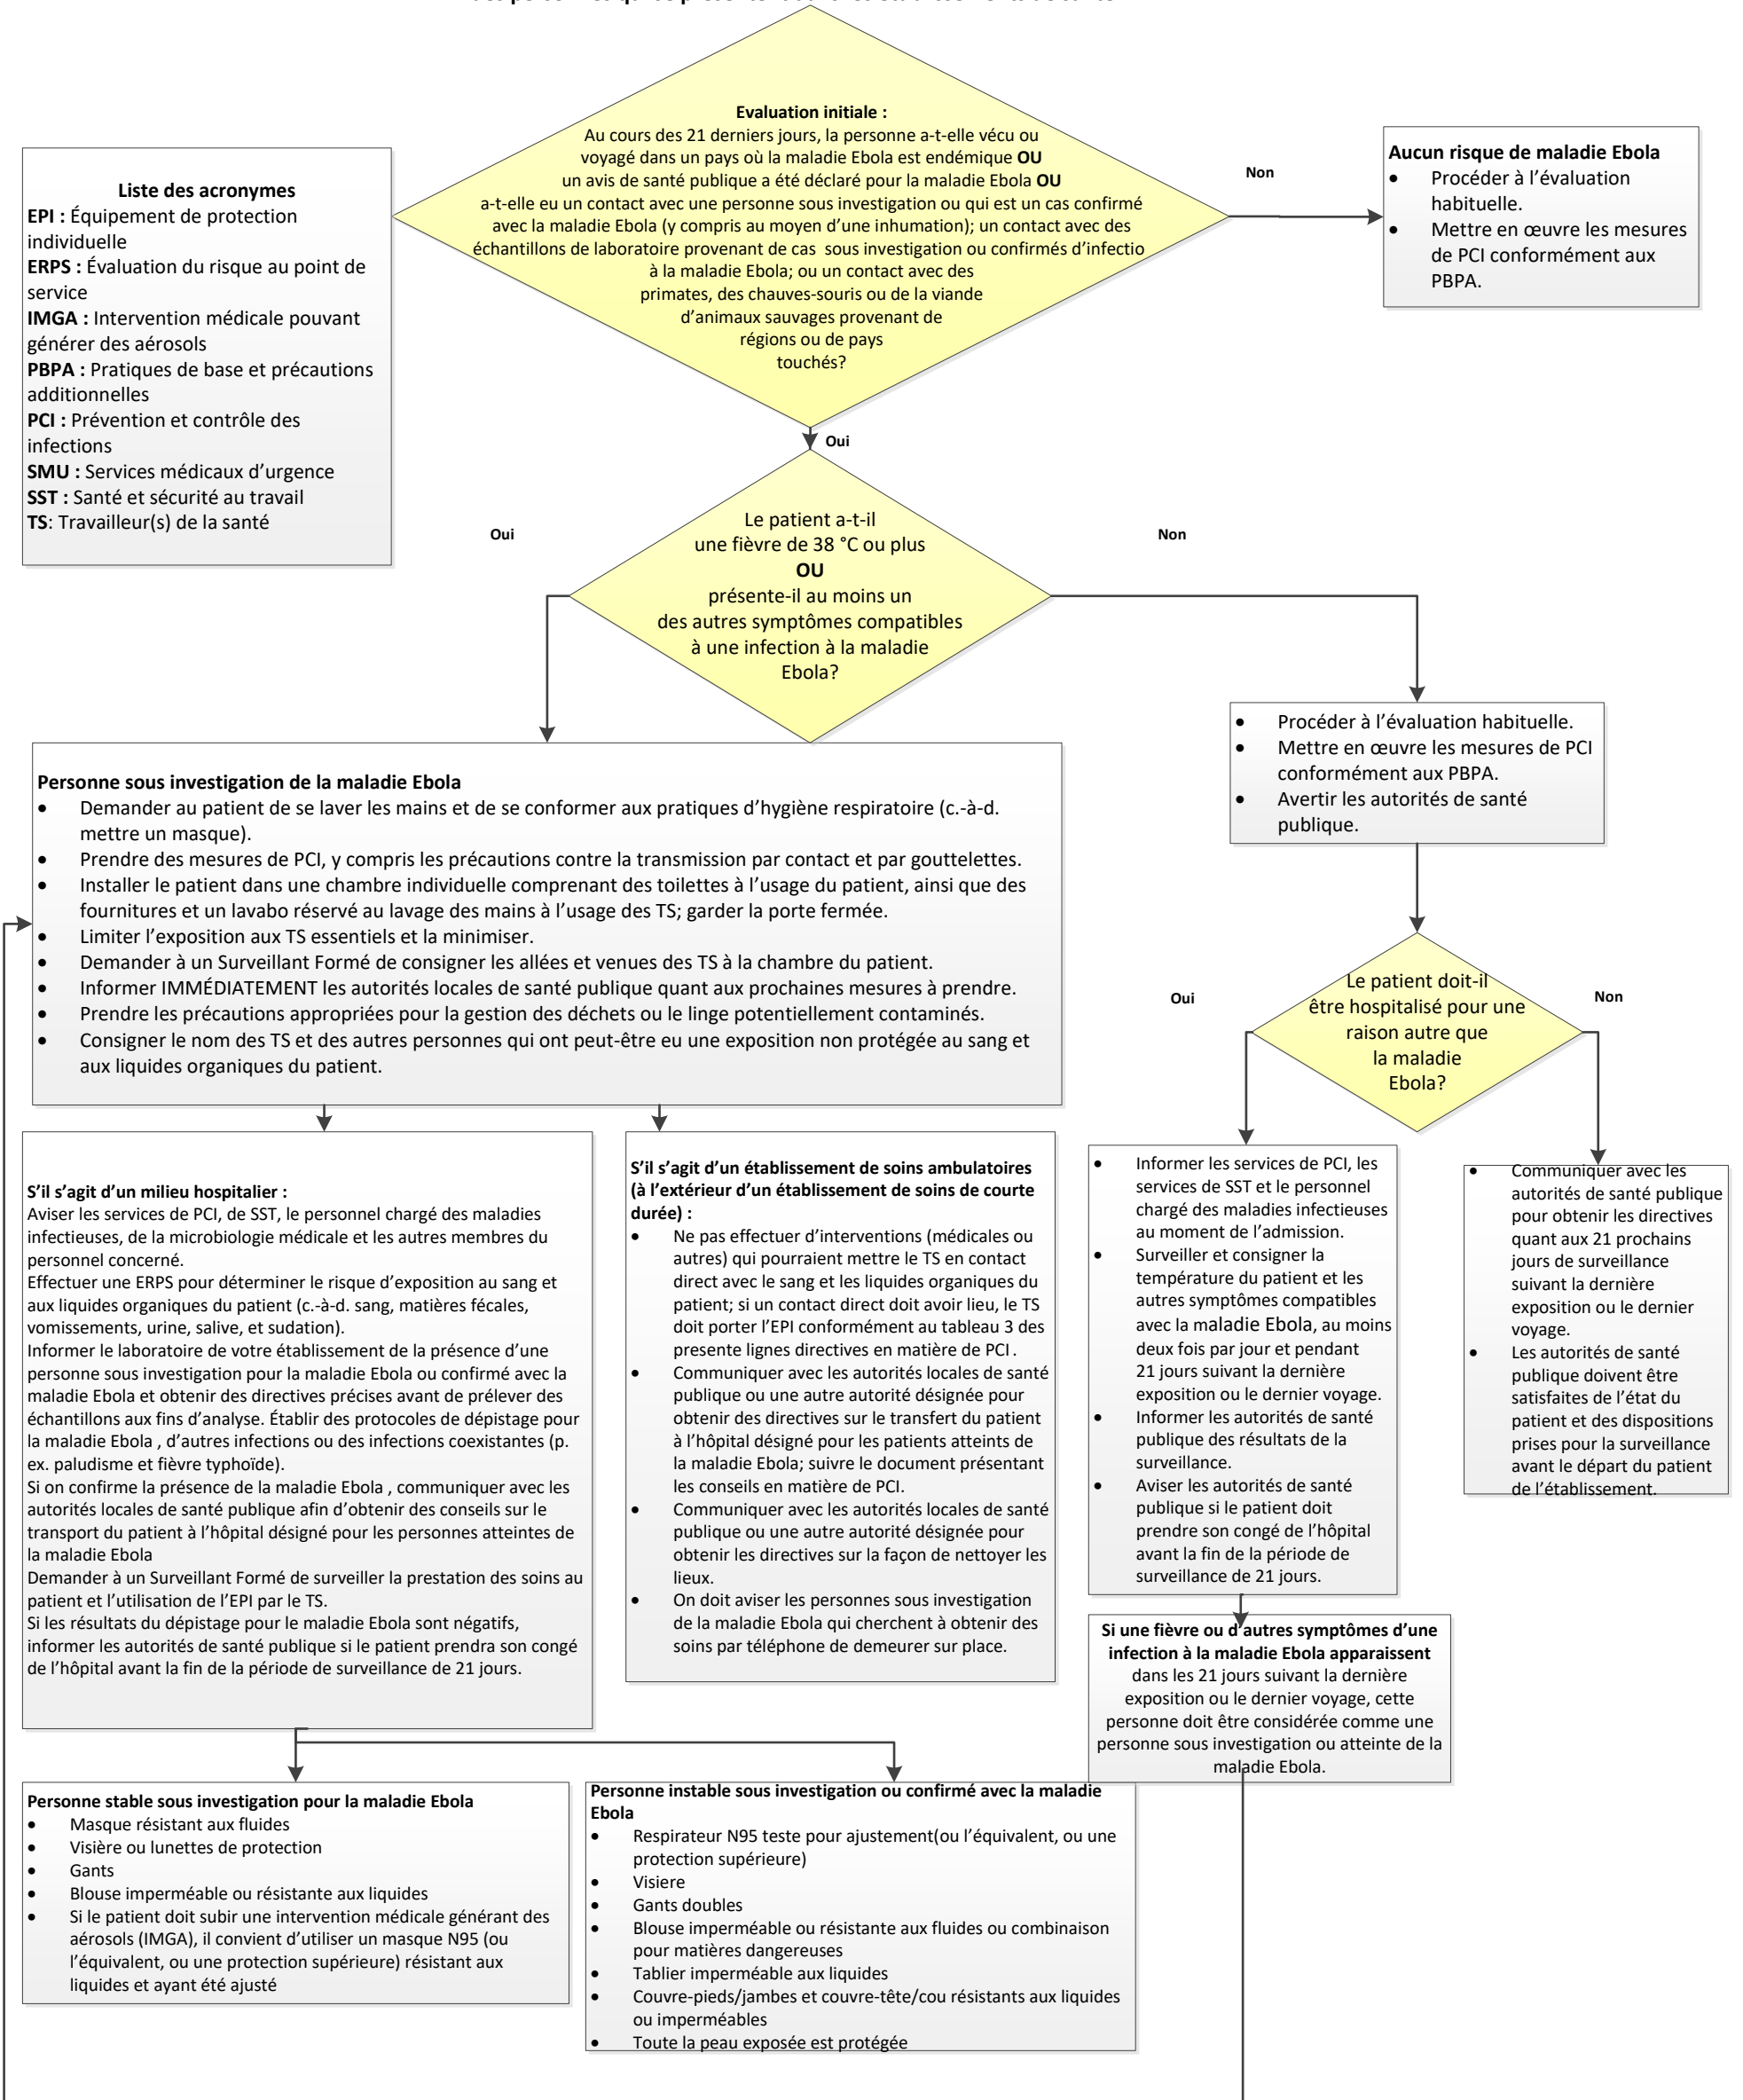 Evaluation initiale :
Au cours des 21 derniers jours, la personne a-t-elle vécu ou
voyagé dans un pays où la maladie Ebola est endémique OU
un avis de santé publique a été déclaré pour la maladie Ebola OU
a-t-elle eu un contact avec une personne sous investigation ou qui est un cas confirmé
avec la maladie Ebola (y compris au moyen d'une inhumation); un contact avec des
échantillons de laboratoire provenant de cas sous investigation ou confirmés d'infectio
à la maladie Ebola; ou un contact avec des
primates, des chauves-souris ou de la viande
d'animaux sauvages provenant de
régions ou de pays
touchés?
Non
Aucun risque de maladie Ebola
• Procéder à l'évaluation
habituelle.
• Mettre en œuvre les mesures
de PCI conformément aux
PBPA.
Liste des acronymes
EPI : Équipement de protection
individuelle
ERPS : Évaluation du risque au point de
service
IMGA : Intervention médicale pouvant
générer des aérosols
PBPA : Pratiques de base et précautions
additionnelles
PCI : Prévention et contrôle des
infections
SMU : Services médicaux d'urgence
SST : Santé et sécurité au travail
TS: Travailleur(s) de la santé
Oui
Oui
Le patient a-t-il
une fièvre de 38 °C ou plus
OU
présente-il au moins un
des autres symptômes compatibles
à une infection à la maladie
Ebola?
Non
• Procéder à l'évaluation habituelle.
• Mettre en œuvre les mesures de PCI
conformément aux PBPA.
• Avertir les autorités de santé
publique.
Personne sous investigation de la maladie Ebola
• Demander au patient de se laver les mains et de se conformer aux pratiques d'hygiène respiratoire (c.-à-d.
mettre un masque).
• Prendre des mesures de PCI, y compris les précautions contre la transmission par contact et par gouttelettes.
• Installer le patient dans une chambre individuelle comprenant des toilettes à l'usage du patient, ainsi que des
fournitures et un lavabo réservé au lavage des mains à l'usage des TS; garder la porte fermée.
• Limiter l'exposition aux TS essentiels et la minimiser.
• Demander à un Surveillant Formé de consigner les allées et venues des TS à la chambre du patient.
• Informer IMMÉDIATEMENT les autorités locales de santé publique quant aux prochaines mesures à prendre.
• Prendre les précautions appropriées pour la gestion des déchets ou le linge potentiellement contaminés.
• Consigner le nom des TS et des autres personnes qui ont peut-être eu une exposition non protégée au sang et
aux liquides organiques du patient.
Oui
Le patient doit-il
être hospitalisé pour une
raison autre que
la maladie
Ebola?
Non
S'il s'agit d'un milieu hospitalier :
Aviser les services de PCI, de SST, le personnel chargé des maladies
infectieuses, de la microbiologie médicale et les autres membres du
personnel concerné.
Effectuer une ERPS pour déterminer le risque d'exposition au sang et
aux liquides organiques du patient (c.-à-d. sang, matières fécales,
vomissements, urine, salive, et sudation).
Informer le laboratoire de votre établissement de la présence d'une
personne sous investigation pour la maladie Ebola ou confirmé avec la
maladie Ebola et obtenir des directives précises avant de prélever des
échantillons aux fins d'analyse. Établir des protocoles de dépistage pour
la maladie Ebola , d'autres infections ou des infections coexistantes (p.
ex. paludisme et fièvre typhoïde).
Si on confirme la présence de la maladie Ebola , communiquer avec les
autorités locales de santé publique afin d'obtenir des conseils sur le
transport du patient à l'hôpital désigné pour les personnes atteintes de
la maladie Ebola
Demander à un Surveillant Formé de surveiller la prestation des soins au
patient et l'utilisation de l'EPI par le TS.
Si les résultats du dépistage pour le maladie Ebola sont négatifs,
informer les autorités de santé publique si le patient prendra son congé
de l'hôpital avant la fin de la période de surveillance de 21 jours.
S'il s'agit d'un établissement de soins ambulatoires
(à l'extérieur d'un établissement de soins de courte
durée) :
• Ne pas effectuer d'interventions (médicales ou
autres) qui pourraient mettre le TS en contact
direct avec le sang et les liquides organiques du
patient; si un contact direct doit avoir lieu, le TS
doit porter l'EPI conformément au tableau 3 des
presente lignes directives en matière de PCI .
• Communiquer avec les autorités locales de santé
publique ou une autre autorité désignée pour
obtenir des directives sur le transfert du patient
à l'hôpital désigné pour les patients atteints de
la maladie Ebola; suivre le document présentant
les conseils en matière de PCI.
• Communiquer avec les autorités locales de santé
publique ou une autre autorité désignée pour
obtenir les directives sur la façon de nettoyer les
lieux.
• On doit aviser les personnes sous investigation
de la maladie Ebola qui cherchent à obtenir des
soins par téléphone de demeurer sur place.
• Informer les services de PCI, les
services de SST et le personnel
chargé des maladies infectieuses
au moment de l'admission.
• Surveiller et consigner la
température du patient et les
autres symptômes compatibles
avec la maladie Ebola, au moins
deux fois par jour et pendant
21 jours suivant la dernière
exposition ou le dernier voyage.
• Informer les autorités de santé
publique des résultats de la
surveillance.
• Aviser les autorités de santé
publique si le patient doit
prendre son congé de l'hôpital
avant la fin de la période de
surveillance de 21 jours.
• Communiquer avec les
autorités de santé publique
pour obtenir les directives
quant aux 21 prochains
jours de surveillance
suivant la dernière
exposition ou le dernier
voyage.
• Les autorités de santé
publique doivent être
satisfaites de l'état du
patient et des dispositions
prises pour la surveillance
avant le départ du patient
de l'établissement.
Si une fièvre ou d'autres symptômes d'une
infection à la maladie Ebola apparaissent
dans les 21 jours suivant la dernière
exposition ou le dernier voyage, cette
personne doit être considérée comme une
personne sous investigation ou atteinte de la
maladie Ebola.
Personne stable sous investigation pour la maladie Ebola
• Masque résistant aux fluides
• Visière ou lunettes de protection
• Gants
• Blouse imperméable ou résistante aux liquides
• Si le patient doit subir une intervention médicale générant des
aérosols (IMGA), il convient d'utiliser un masque N95 (ou
l'équivalent, ou une protection supérieure) résistant aux
liquides et ayant été ajusté
Personne instable sous investigation ou confirmé avec la maladie
Ebola
• Respirateur N95 teste pour ajustement(ou l'équivalent, ou une
protection supérieure)
• Visiere
• Gants doubles
• Blouse imperméable ou résistante aux fluides ou combinaison
pour matières dangereuses
• Tablier imperméable aux liquides
• Couvre-pieds/jambes et couvre-tête/cou résistants aux liquides
ou imperméables
• Toute la peau exposée est protégée